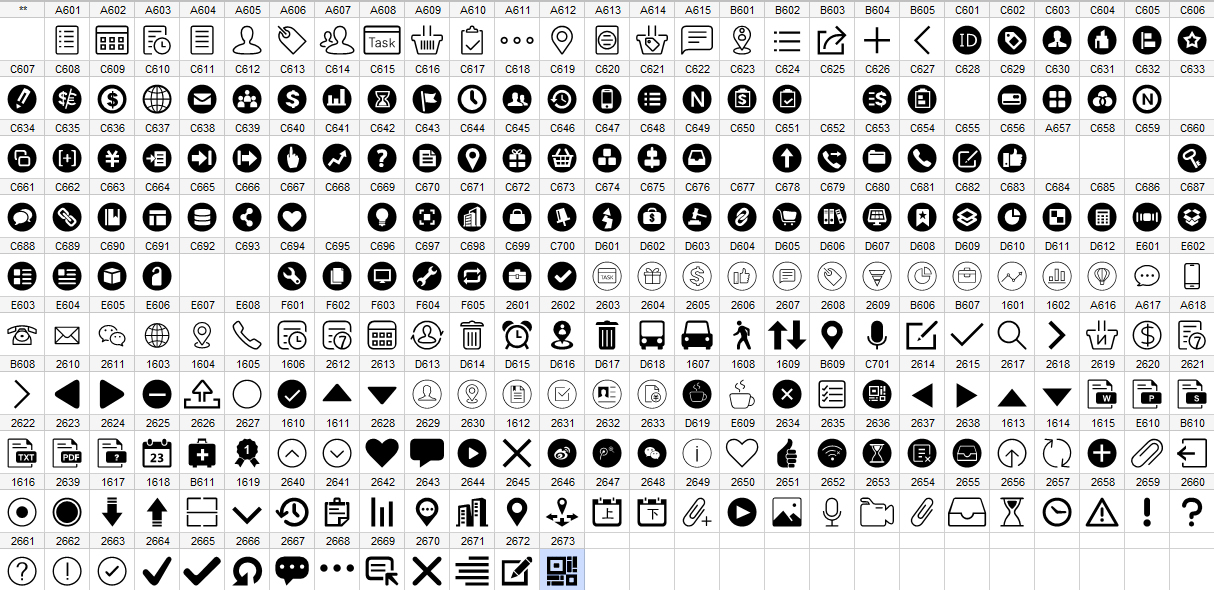 ** A601 A602 A603 A604 A605 A606 A607 A608 A609 A610 A611 A612 A613 A614 A615 B601 B602 B603 B604 B605 C601 C602 C603 C604 C605 C606
Task ID
C607 C608 C609 C610 C611 C612 C613 C614 C615 C616 C617 C618 C619 C620 C621 C622 C623 C624 C625 C626 C627 C628 C629 C630 C631 C632 C633
$ $ $ N $ $ N
C634 C635 C636 C637 C638 C639 C640 C641 C642 C643 C644 C645 C646 C647 C648 C649 C650 C651 C652 C653 C654 C655 C656 A657 C658 C659 C660
[+] ¥ ?
C661 C662 C663 C664 C665 C666 C667 C668 C669 C670 C671 C672 C673 C674 C675 C676 C677 C678 C679 C680 C681 C682 C683 C684 C685 C686 C687
$
C688 C689 C690 C691 C692 C693 C694 C695 C696 C697 C698 C699 C700 D601 D602 D603 D604 D605 D606 D607 D608 D609 D610 D611 D612 E601 E602
TASK $
E603 E604 E605 E606 E607 E608 F601 F602 F603 F604 F605 2601 2602 2603 2604 2605 2606 2607 2608 2609 B606 B607 1601 1602 A616 A617 A618
7 $ 7
B608 2610 2611 1603 1604 1605 1606 2612 2613 D613 D614 D615 D616 D617 D618 1607 1608 1609 B609 C701 2614 2615 2617 2618 2619 2620 2621
¥ W P S
2622 2623 2624 2625 2626 2627 1610 1611 2628 2629 2630 1612 2631 2632 2633 D619 E609 2634 2635 2636 2637 2638 1613 1614 1615 E610 B610
TXT PDF ? 23 1 i
1616 2639 1617 1618 B611 1619 2640 2641 2642 2643 2644 2645 2646 2647 2648 2649 2650 2651 2652 2653 2654 2655 2656 2657 2658 2659 2660
上 下 ! ! ?
2661 2662 2663 2664 2665 2666 2667 2668 2669 2670 2671 2672 2673
? !